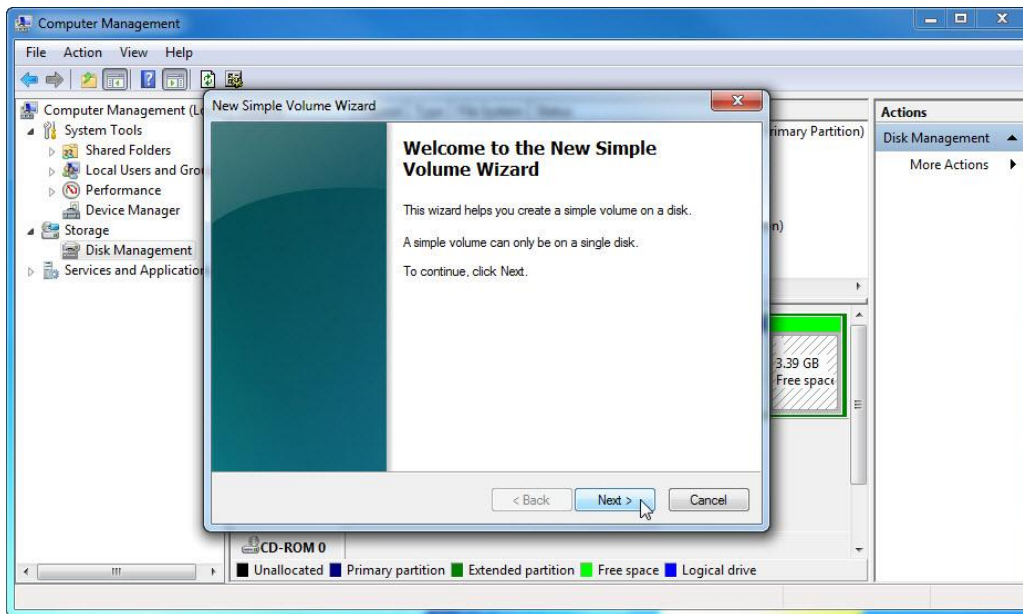 Computer Management
File Action View Help
Computer Management (Lo
System Tools
Shared Folders
Local Users and Gro
Performance
Device Manager
Storage
Disk Management
Services and Application
New Simple Volume Wizard
Welcome to the New Simple
Volume Wizard
This wizard helps you create a simple volume on a disk.
A simple volume can only be on a single disk.
To continue, click Next.
< Back Next > Cancel
rimary Partition)
n)
3.39 GB
Free space
CD-ROM 0
Unallocated Primary partition Extended partition Free space Logical drive
Actions
Disk Management
More Actions